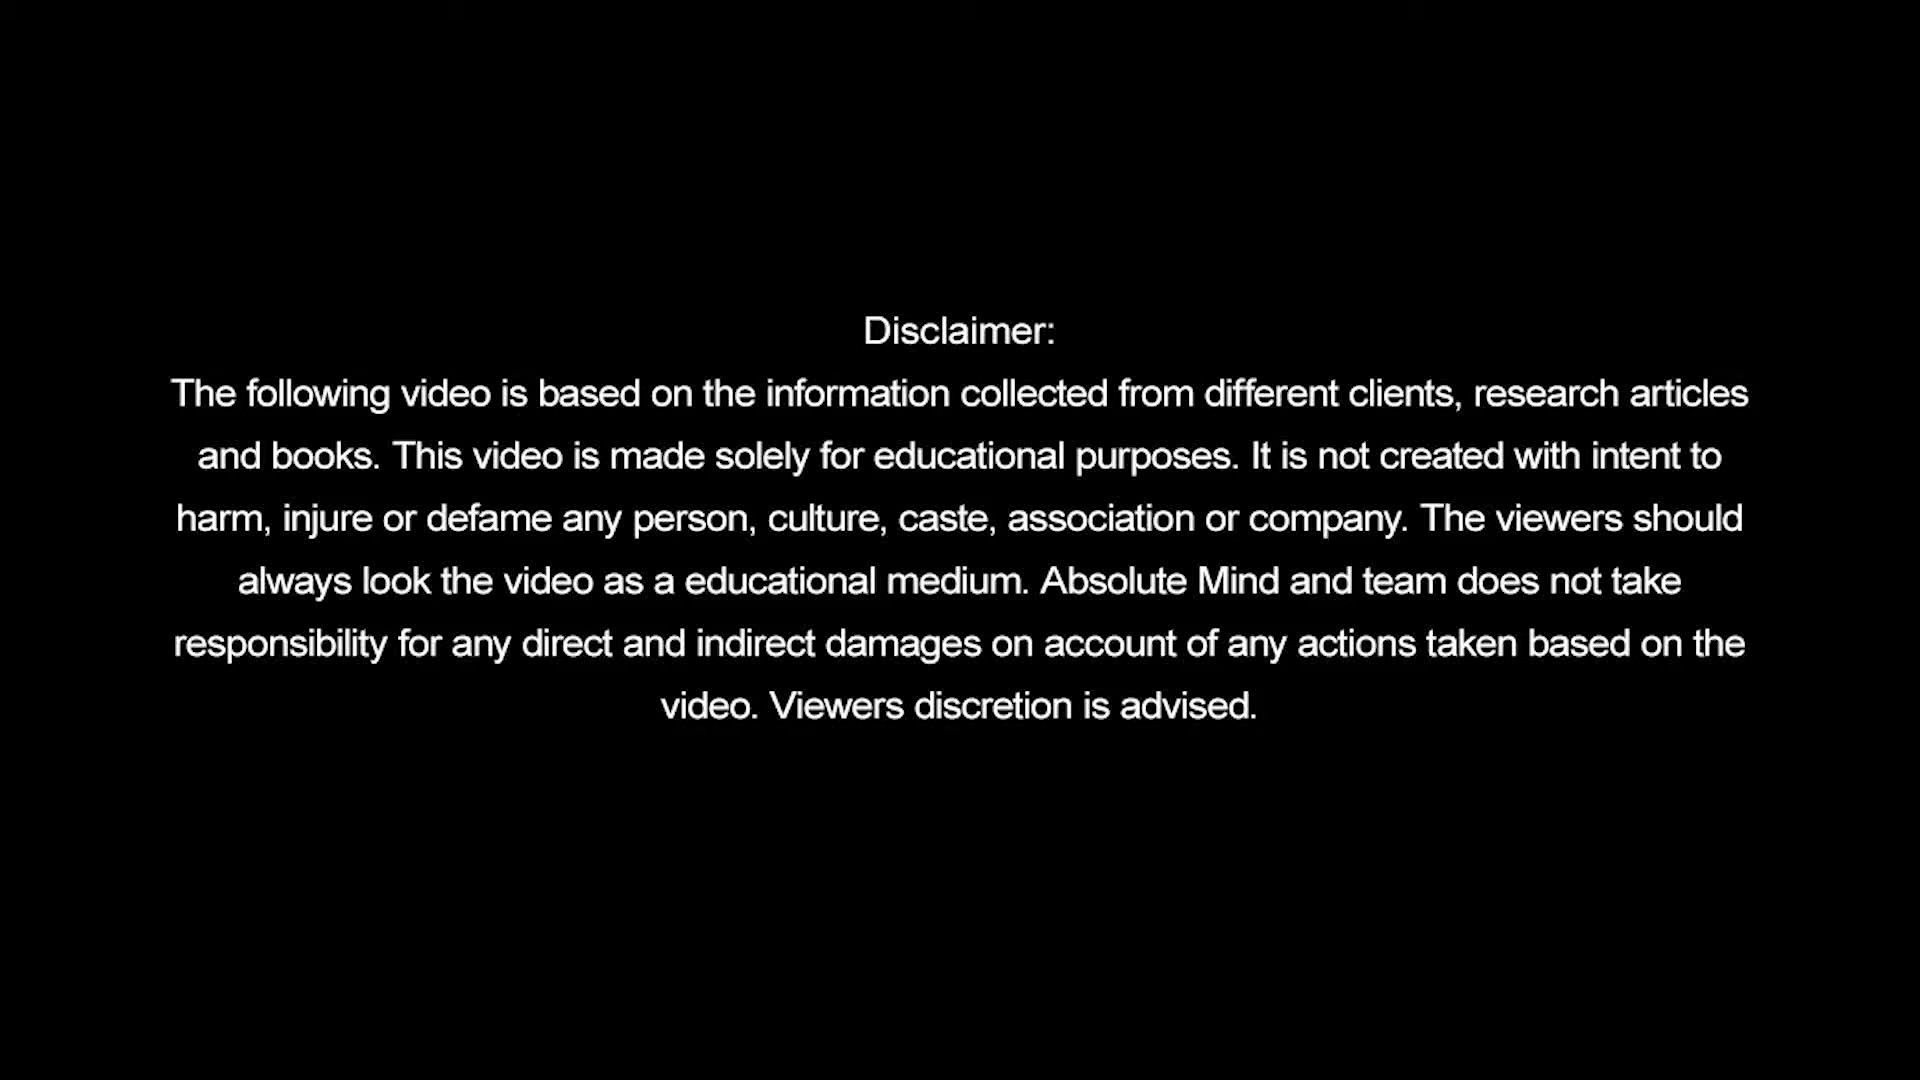 Disclaimer:
The following video is based on the information collected from different clients, research articles
and books. This video is made solely for educational purposes. It is not created with intent to
harm, injure or defame any person, culture, caste, association or company. The viewers should
always look the video as a educational medium. Absolute Mind and team does not take
responsibility for any direct and indirect damages on account of any actions taken based on the
video. Viewers discretion is advised.